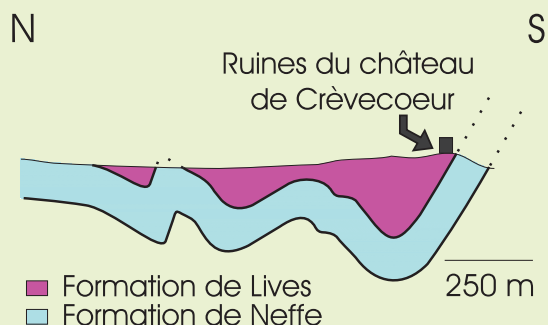 N
S
Ruines du château
de Crèvecoeur
Formation de Lives
Formation de Neffe
250 m